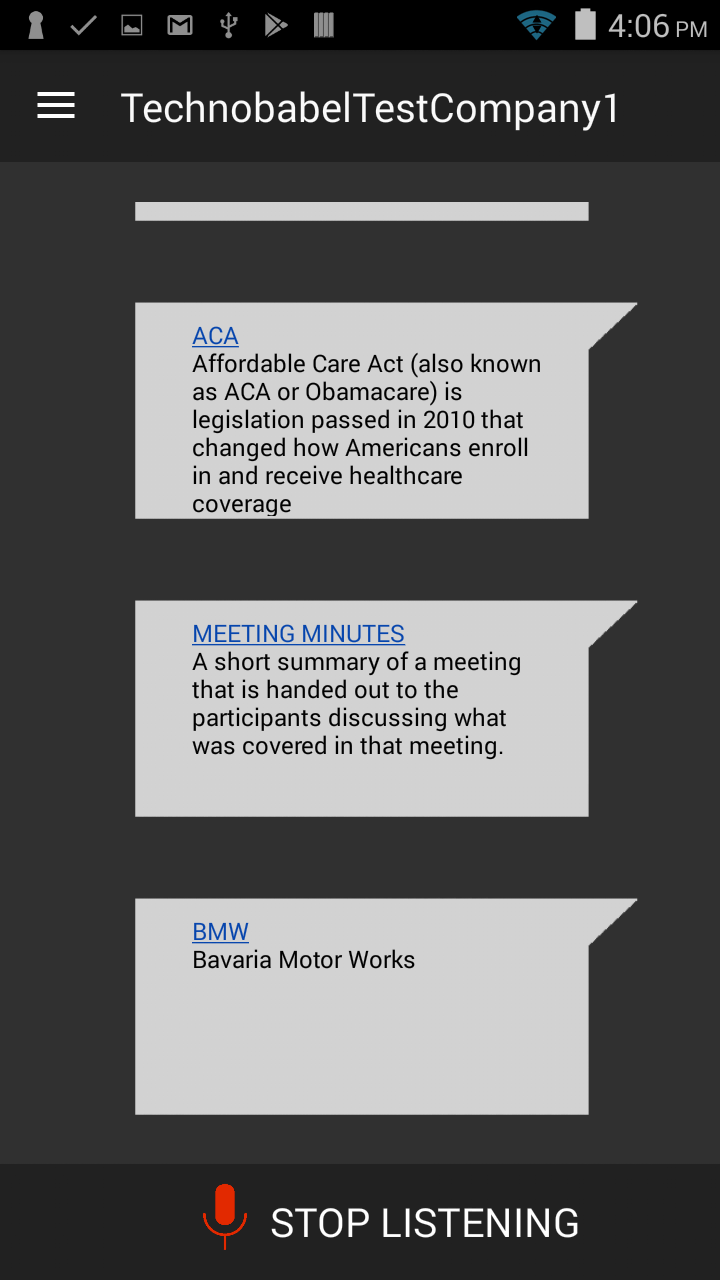 4:06 PM
TechnobabelTestCompany1
ACA
Affordable Care Act (also known
as ACA or Obamacare) is
legislation passed in 2010 that
changed how Americans enroll
in and receive healthcare
coverage
MEETING MINUTES
A short summary of a meeting
that is handed out to the
participants discussing what
was covered in that meeting.
BMW
Bavaria Motor Works
STOP LISTENING